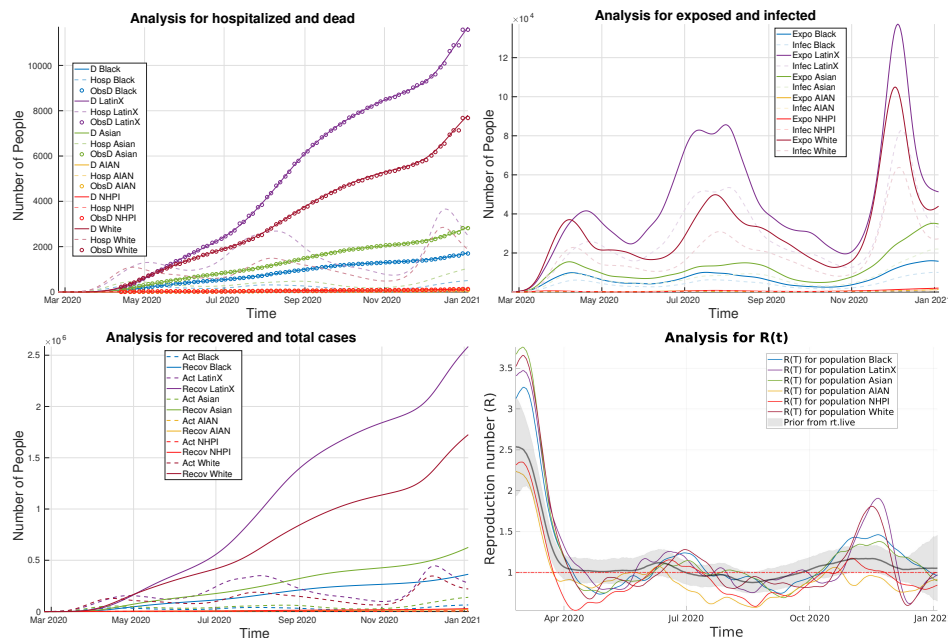 Analysis for hospitalized and dead
10000
8000
6000
4000
2000
0
Number of People
D Black
Hosp Black
ObsD Black
D LatinX
Hosp LatinX
ObsD LatinX
D Asian
Hosp Asian
ObsD Asian
D AIAN
Hosp AIAN
ObsD AIAN
D NHPI
Hosp NHPI
ObsD NHPI
D White
Hosp White
ObsD White
Mar 2020 May 2020 Jul 2020 Sep 2020 Nov 2020 Jan 2021
Time
Analysis for exposed and infected
×10⁴
12
10
8
6
4
2
Number of People
Expo Black
Infec Black
Expo LatinX
Infec LatinX
Expo Asian
Infec Asian
Expo AIAN
Infec AIAN
Expo NHPI
Infec NHPI
Expo White
Infec White
Mar 2020 May 2020 Jul 2020 Sep 2020 Nov 2020 Jan 202
Time
Analysis for recovered and total cases
×10⁶
2.5
2
1.5
1
0.5
0
Number of People
Act Black
Recov Black
Act LatinX
Recov LatinX
Act Asian
Recov Asian
Act AIAN
Recov AIAN
Act NHPI
Recov NHPI
Act White
Recov White
Mar 2020 May 2020 Jul 2020 Sep 2020 Nov 2020 Jan 2021
Time
Analysis for R(t)
3.5
3
2.5
2
1.5
1
Reproduction number (R)
R(T) for population Black
R(T) for population LatinX
R(T) for population Asian
R(T) for population AIAN
R(T) for population NHPI
R(T) for population White
Prior from rt.live
Apr 2020 Jul 2020 Oct 2020 Jan 202
Time